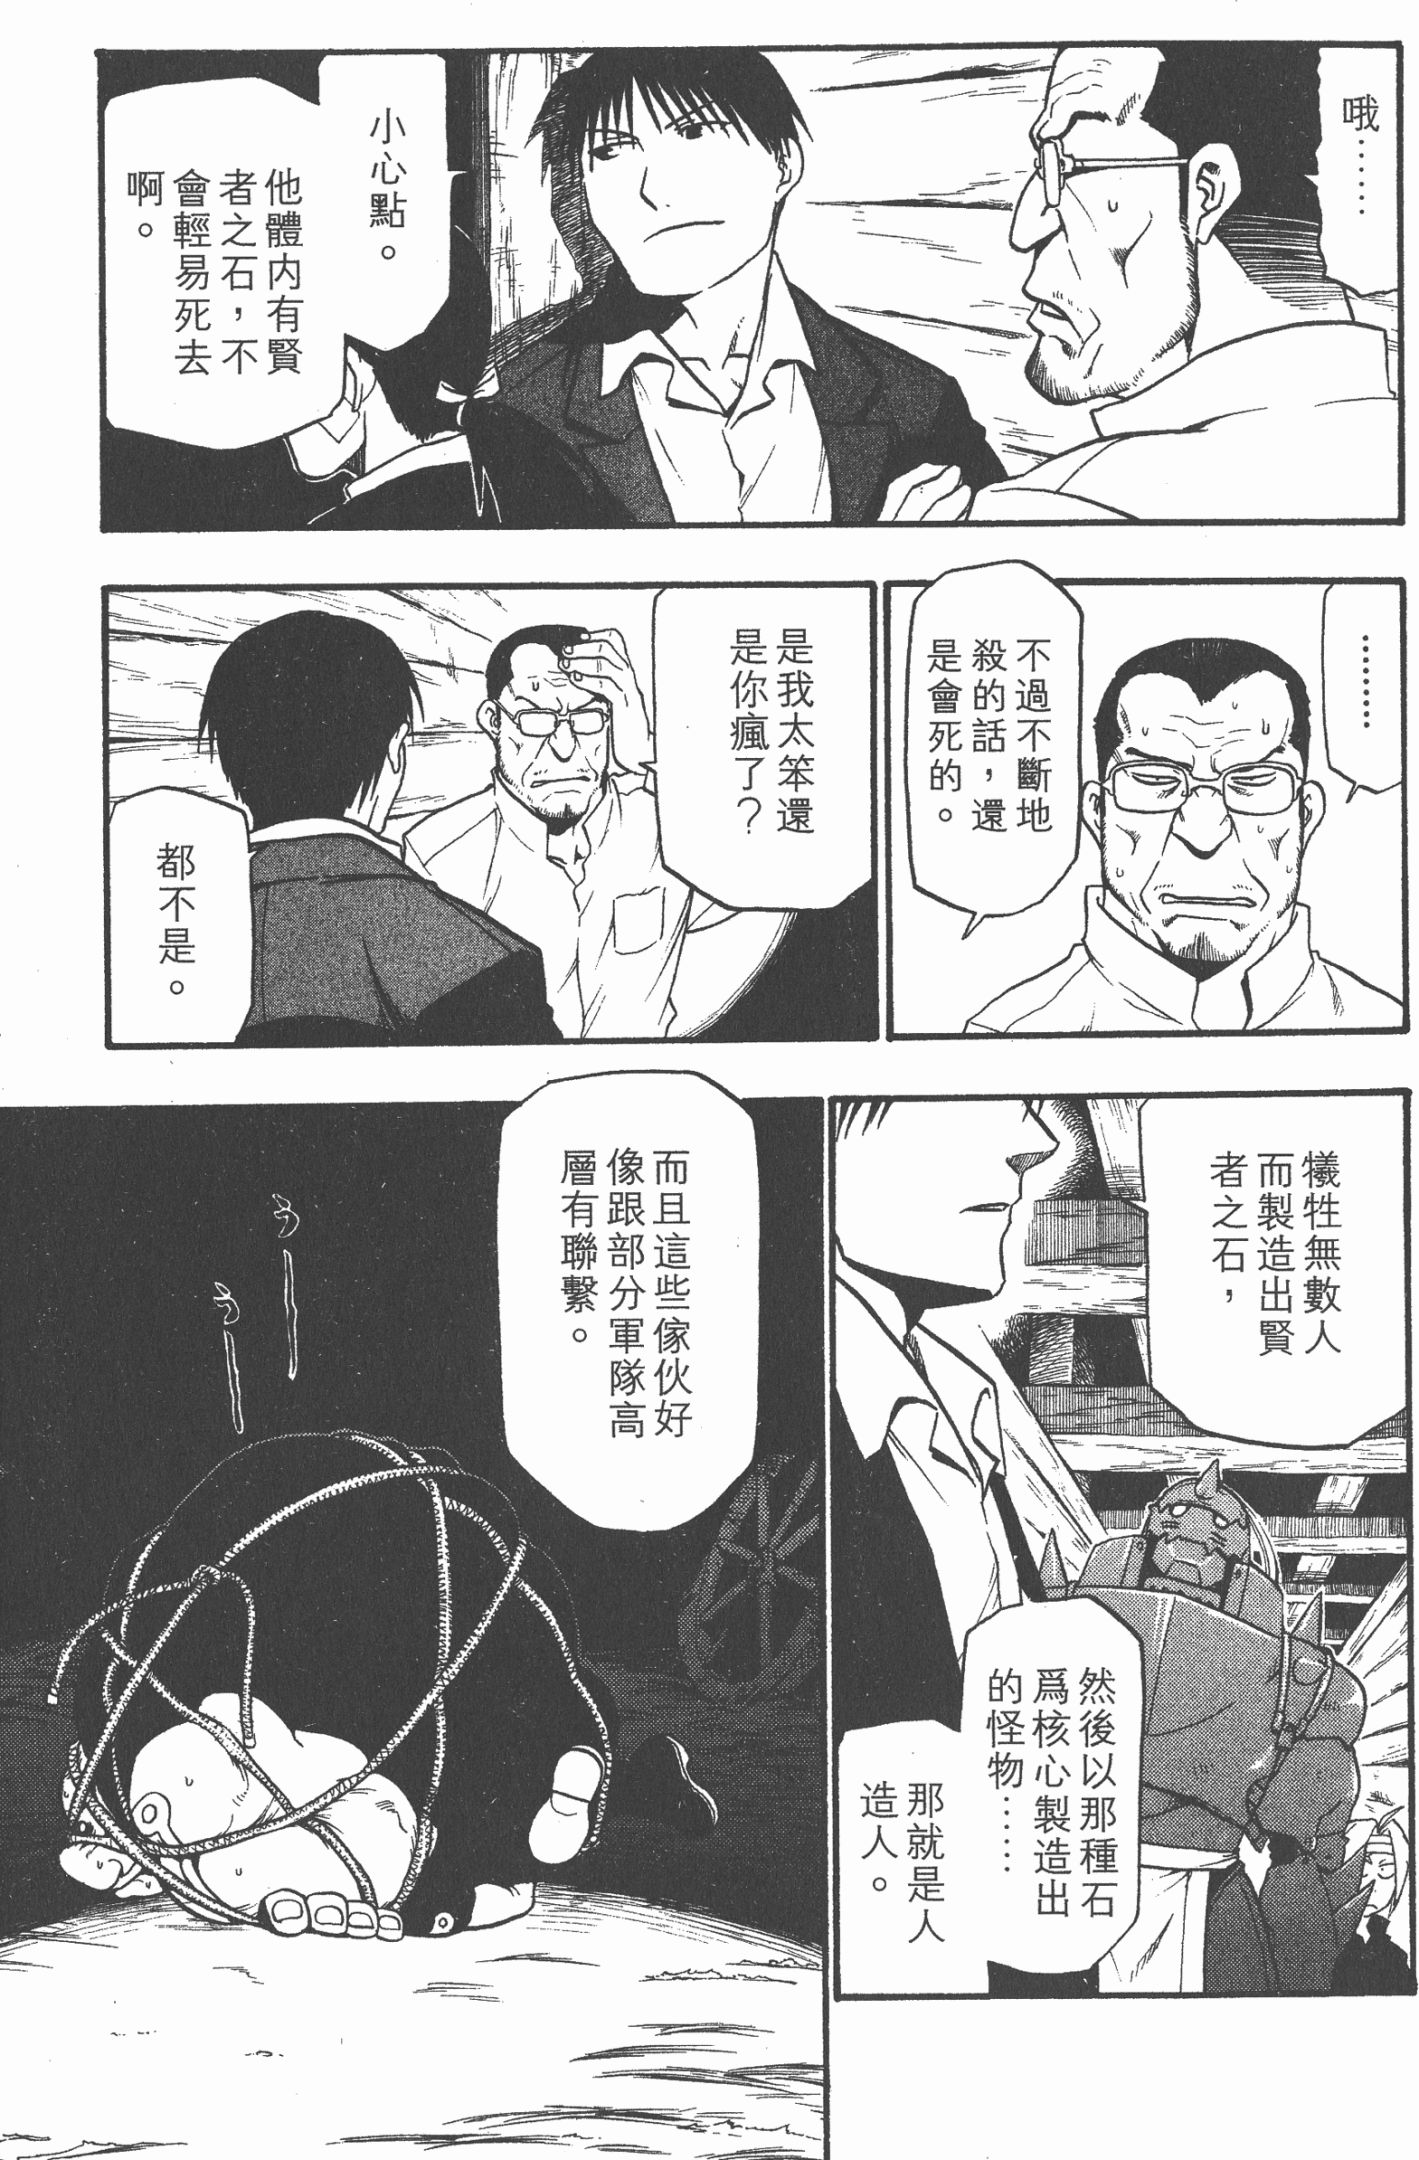 哦……
小心點。
他體內有賢
者之石，不
會輕易死去
啊。
………
不過不斷地
殺的話，還
是會死的。
是我太笨還
是你瘋了？
都不是。
犧牲無數人
而製造出賢
者之石，
然後以那種石
爲核心製造出
的怪物……
那就是人
造人。
而且這些傢伙好
像跟部分軍隊高
層有聯繫。
う｜
う｜